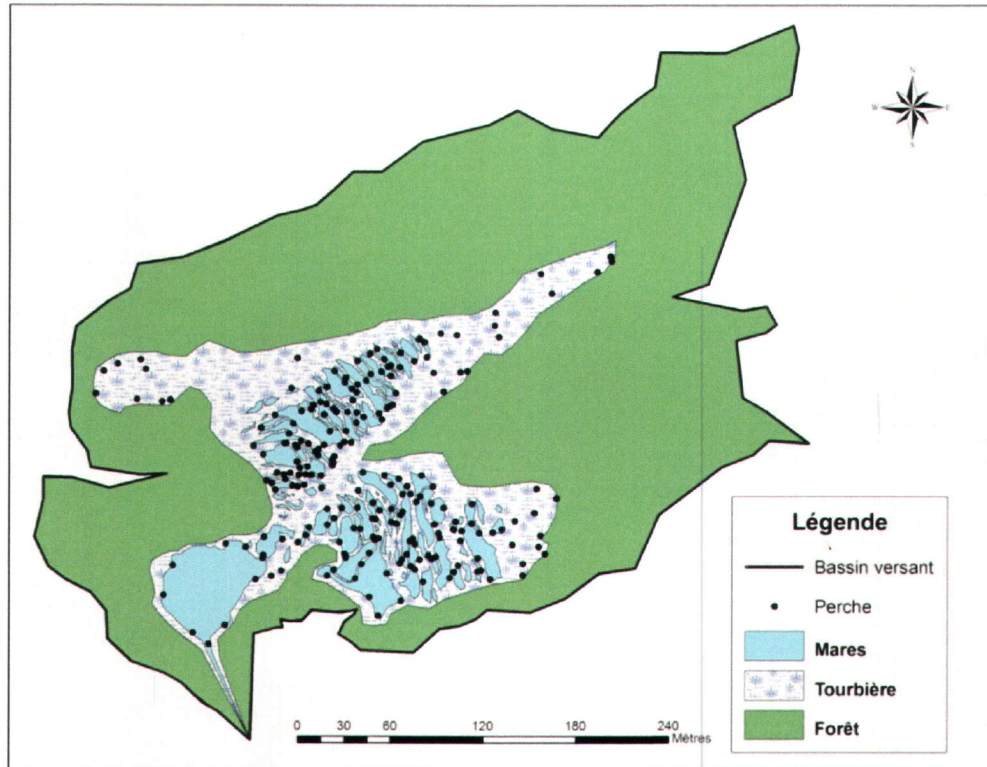 N
W E
S
Légende
Bassin versant
Perche
Mares
Tourbière
Forêt
0 30 60 120 180 240
Mètres